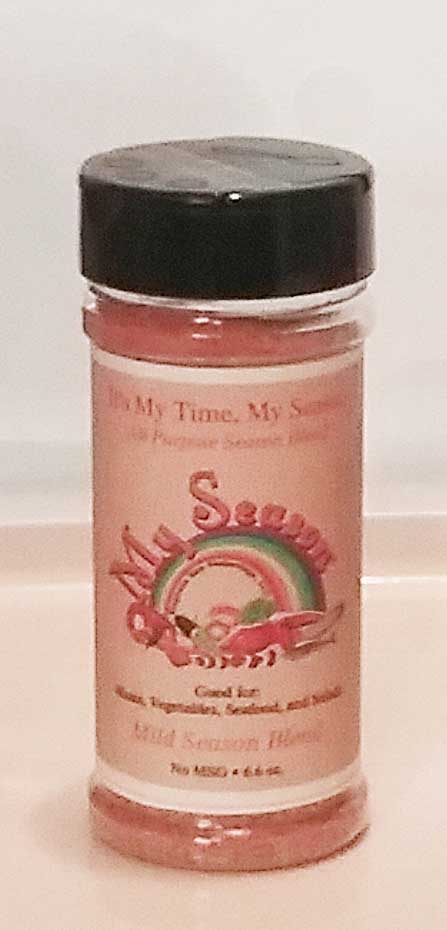 It's My Time, My Season
All Purpose Season Blend
My Season
Good for:
Meats, Vegetables, Seafood, and Salads
Mild Season Blend
No MSG • 6.6 oz.